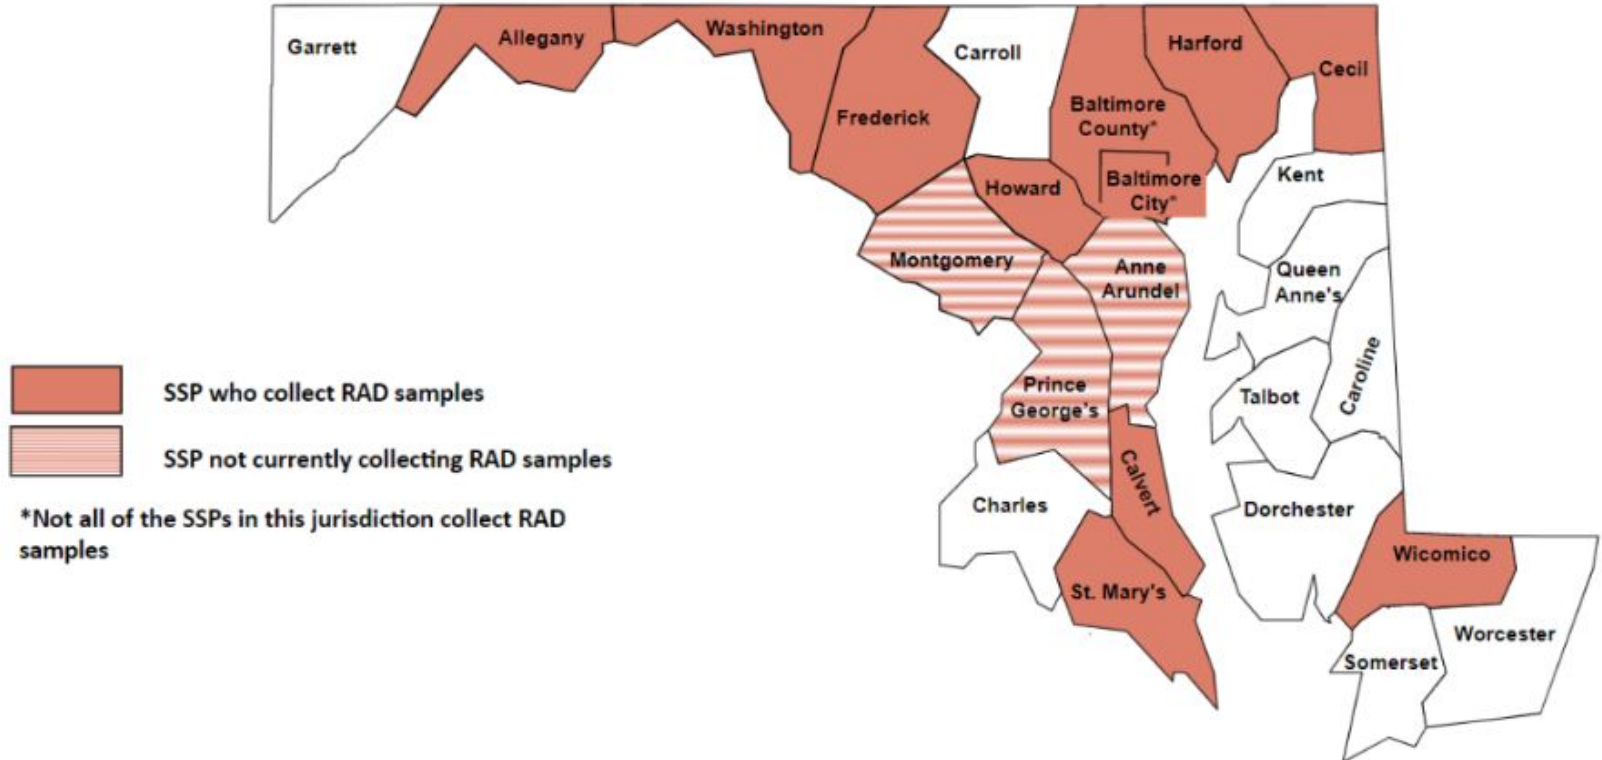 Garrett
Allegany
Washington
Frederick
Carroll
Baltimore
County*
Harford
Cecil
Howard
Baltimore
City*
Kent
Montgomery
Anne
Arundel
Queen
Anne's
Prince
George's
Talbot
Caroline
Calvert
Charles
Dorchester
St. Mary's
Wicomico
Worcester
Somerset
SSP who collect RAD samples
SSP not currently collecting RAD samples
*Not all of the SSPs in this jurisdiction collect RAD
samples